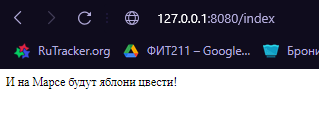 127.0.0.1:8080/index
RuTracker.org ФИТ211 – Google... Брони
И на Марсе будут яблони цвести!